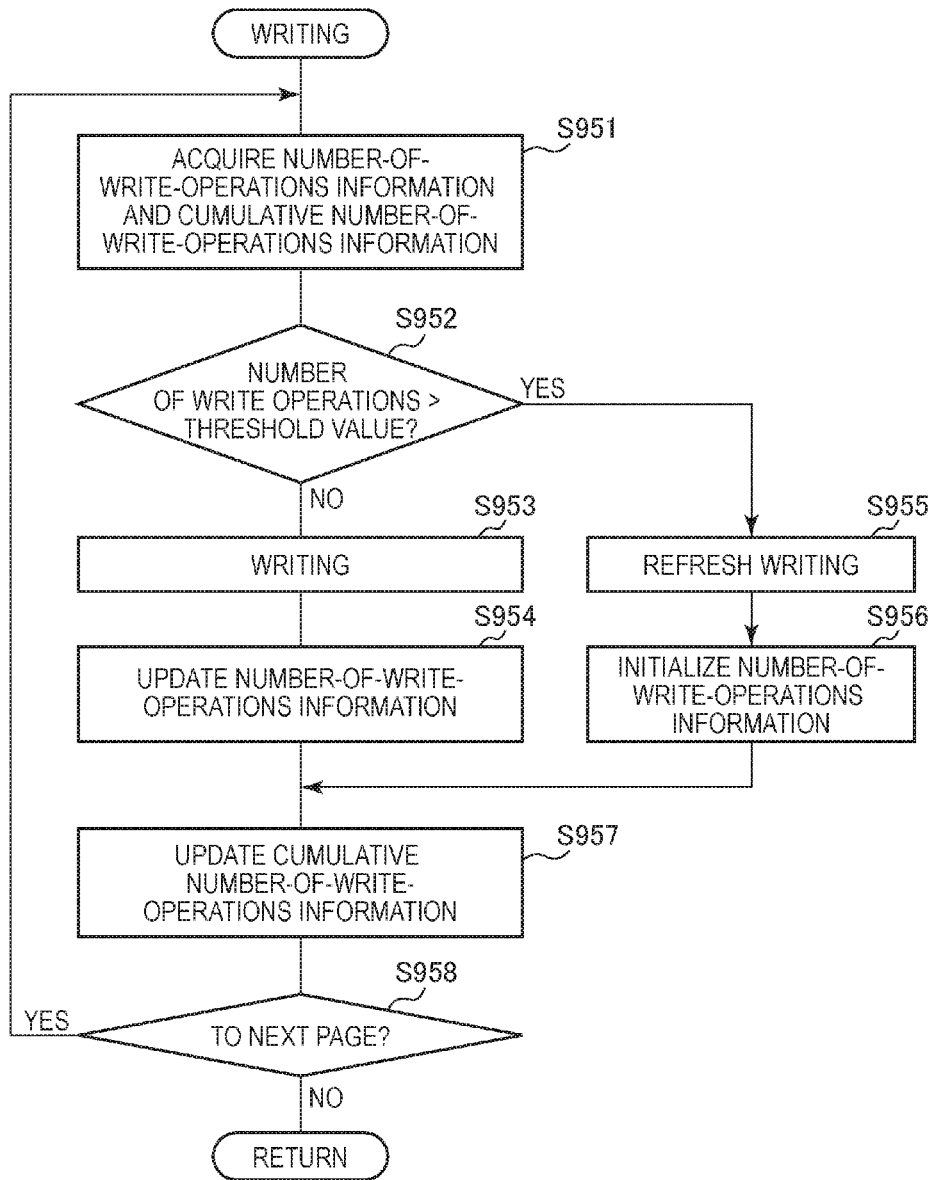 WRITING
S951
ACQUIRE NUMBER-OF-
WRITE-OPERATIONS INFORMATION
AND CUMULATIVE NUMBER-OF-
WRITE-OPERATIONS INFORMATION
S952
NUMBER
OF WRITE OPERATIONS >
THRESHOLD VALUE?
YES
NO
S953
WRITING
S955
REFRESH WRITING
S954
UPDATE NUMBER-OF-WRITE-
OPERATIONS INFORMATION
S956
INITIALIZE NUMBER-OF-
WRITE-OPERATIONS
INFORMATION
S957
UPDATE CUMULATIVE
NUMBER-OF-WRITE-
OPERATIONS INFORMATION
S958
YES
TO NEXT PAGE?
NO
RETURN